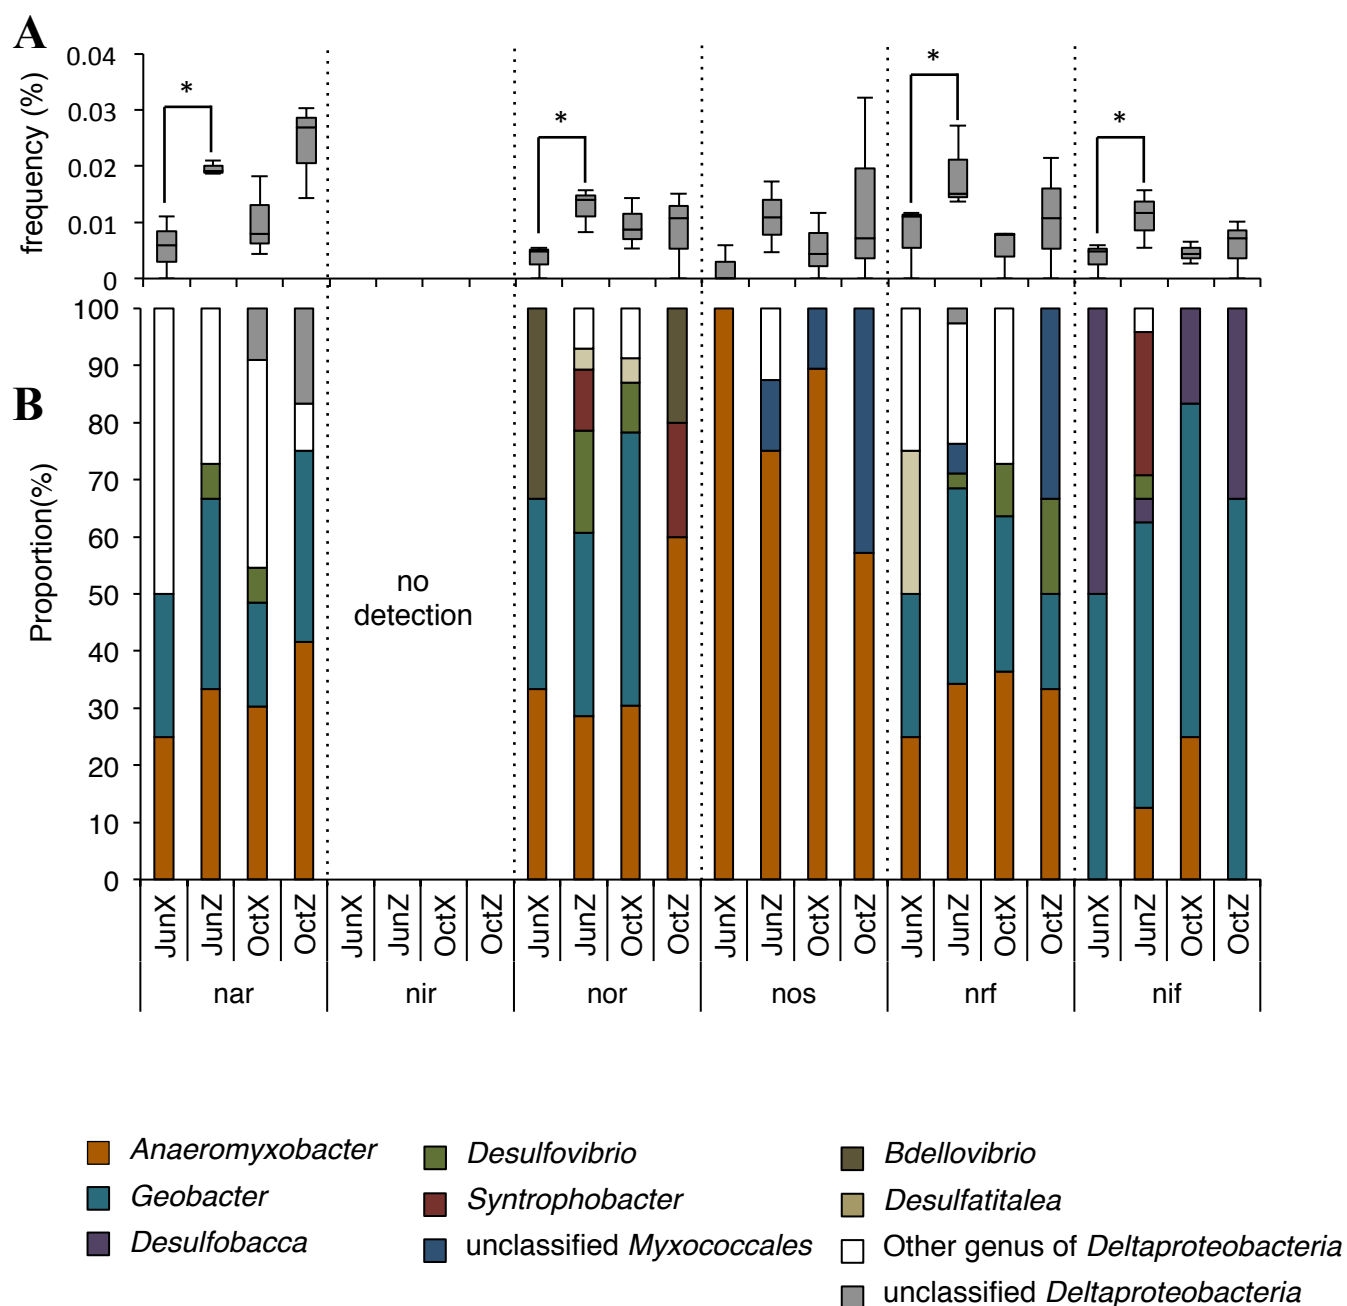 A
frequency (%)
0.04
0.03
0.02
0.01
0
*
*
*
*
B
Proportion(%)
100
90
80
70
60
50
40
30
20
10
0
no
detection
JunX JunZ OctX OctZ JunX JunZ OctX OctZ JunX JunZ OctX OctZ JunX JunZ OctX OctZ JunX JunZ OctX OctZ JunX JunZ OctX OctZ
nar nir nor nos nrf nif
Anaeromyxobacter Desulfovibrio Bdellovibrio
Geobacter Syntrophobacter Desulfatitalea
Desulfobacca unclassified Myxococcales Other genus of Deltaproteobacteria
unclassified Deltaproteobacteria